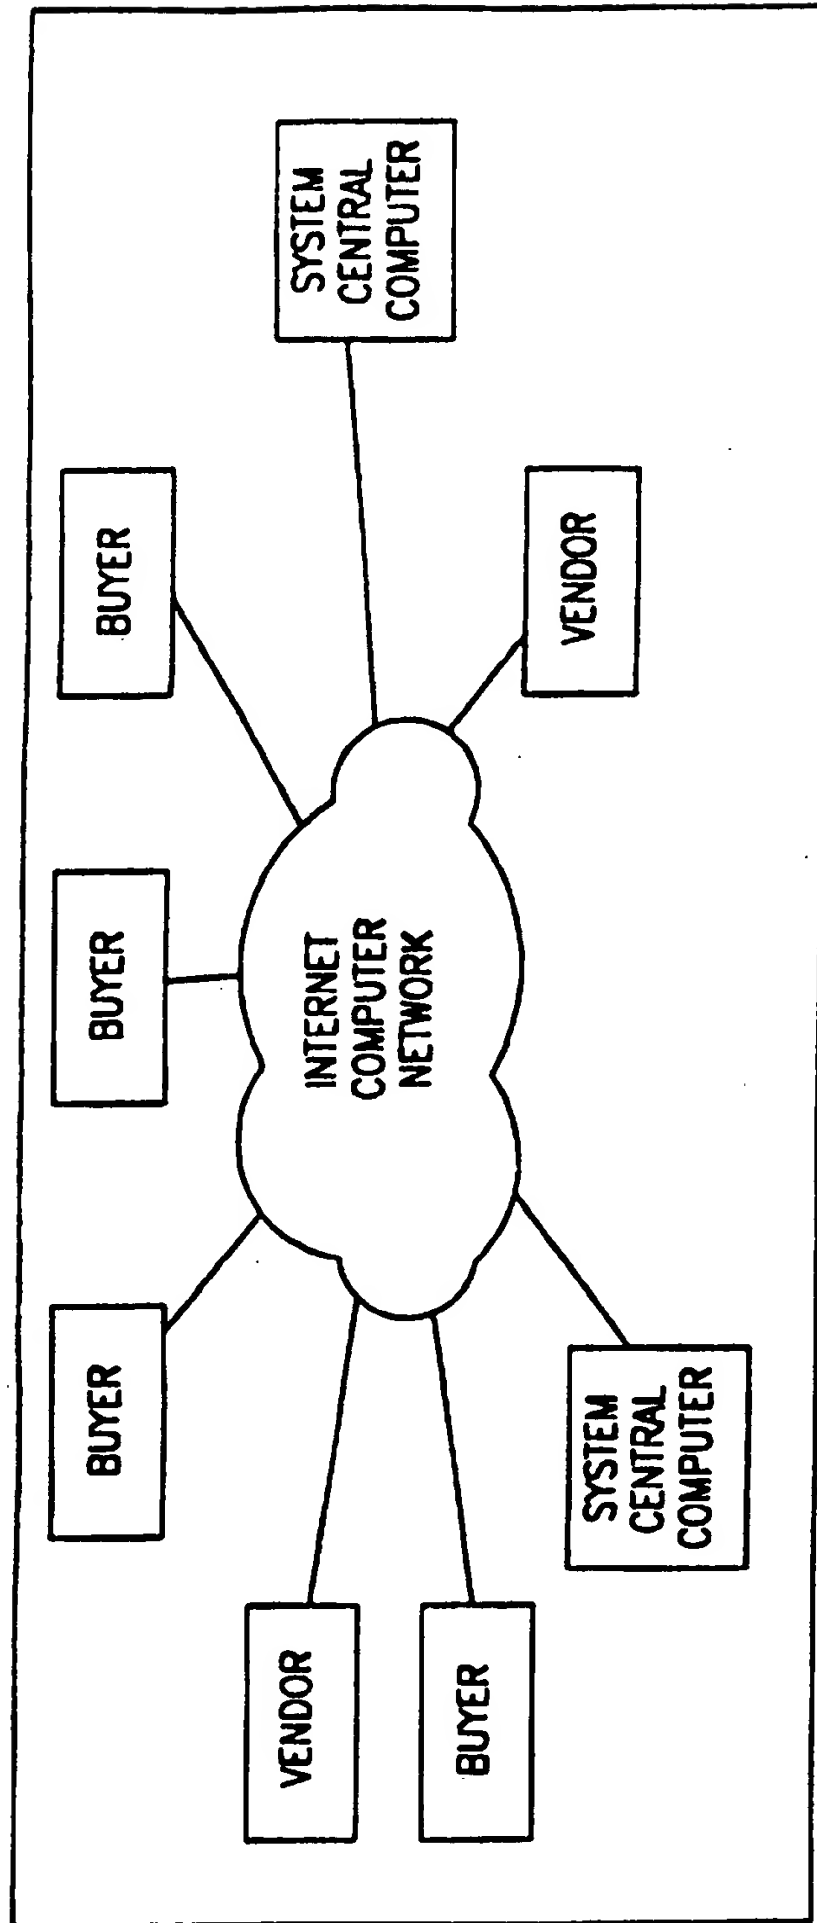 BUYER
BUYER
BUYER
VENDOR
INTERNET
COMPUTER
NETWORK
SYSTEM
CENTRAL
COMPUTER
BUYER
SYSTEM
CENTRAL
COMPUTER
VENDOR